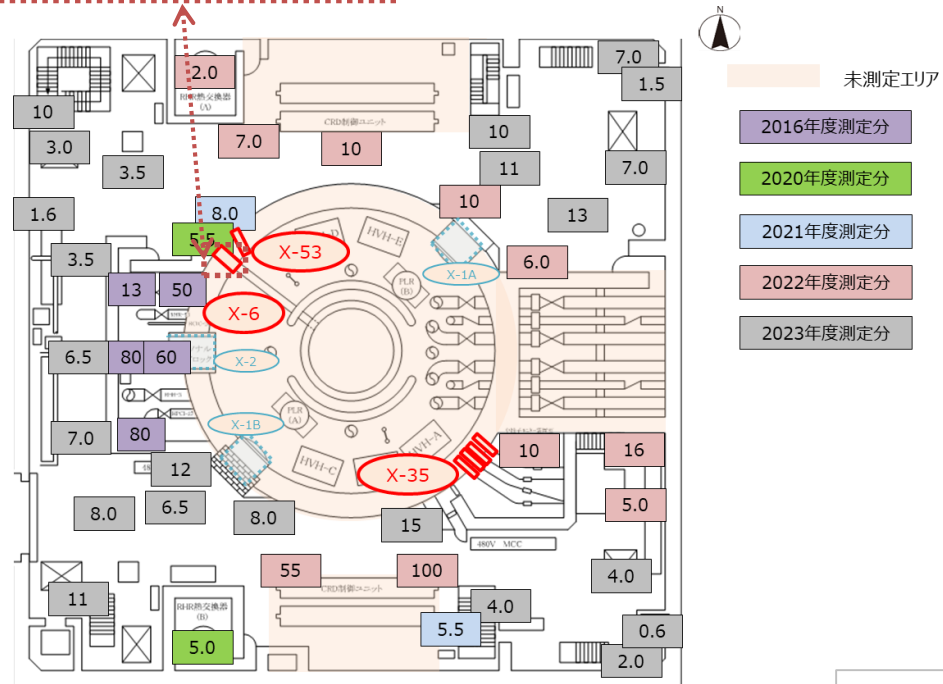 N
未測定エリア
2016年度測定分
2020年度測定分
2021年度測定分
2022年度測定分
2023年度測定分
7.0
1.5
2.0
RHR熱交換器
(A)
10
3.0
3.5
7.0
CRD制御ユニット
10
10
11
7.0
1.6
8.0
5.5
10
13
3.5
X-53
HVH-E
X-1A
6.0
13
50
PLR
(B)
X-6
6.5
80
60
X-2
7.0
80
X-1B
PLR
(A)
HVH-A
HVH-C
X-35
10
16
12
8.0
6.5
8.0
15
5.0
480V MCC
55
100
CRD制御ユニット
4.0
11
RHR熱交換器
(B)
5.0
5.5
4.0
0.6
2.0